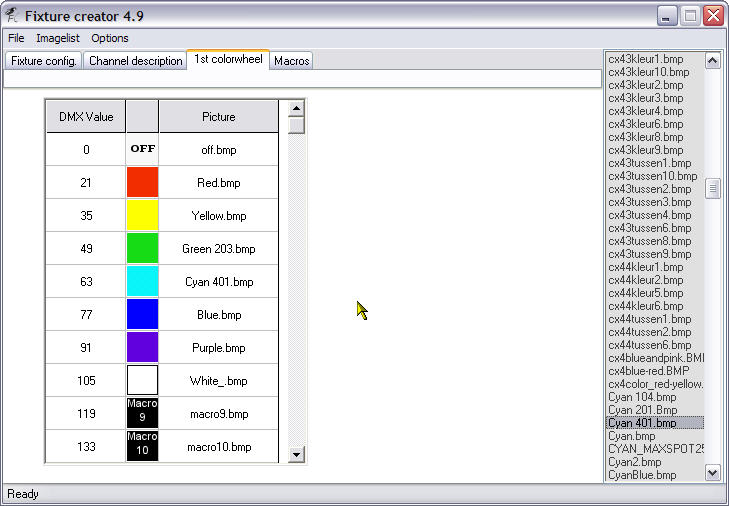 Fixture creator 4.9
File Imagelist Options
Fixture config. Channel description 1st colorwheel Macros
DMX Value Picture
0 OFF off.bmp
21 Red.bmp
35 Yellow.bmp
49 Green 203.bmp
63 Cyan 401.bmp
77 Blue.bmp
91 Purple.bmp
105 White_.bmp
119 Macro 9 macro9.bmp
133 Macro 10 macro10.bmp
cx43kleur1.bmp
cx43kleur10.bmp
cx43kleur2.bmp
cx43kleur3.bmp
cx43kleur4.bmp
cx43kleur6.bmp
cx43kleur8.bmp
cx43kleur9.bmp
cx43tussen1.bmp
cx43tussen10.bmp
cx43tussen2.bmp
cx43tussen3.bmp
cx43tussen4.bmp
cx43tussen6.bmp
cx43tussen8.bmp
cx43tussen9.bmp
cx44kleur1.bmp
cx44kleur2.bmp
cx44kleur5.bmp
cx44kleur6.bmp
cx44tussen1.bmp
cx44tussen2.bmp
cx44tussen6.bmp
cx4blueandpink.BMI
cx4blue-red.BMP
cx4color_red-yellow.
Cyan 104.bmp
Cyan 201.Bmp
Cyan 401.bmp
Cyan.bmp
CYAN_MAXSPOT25
Cyan2.bmp
CyanBlue.bmp
Ready